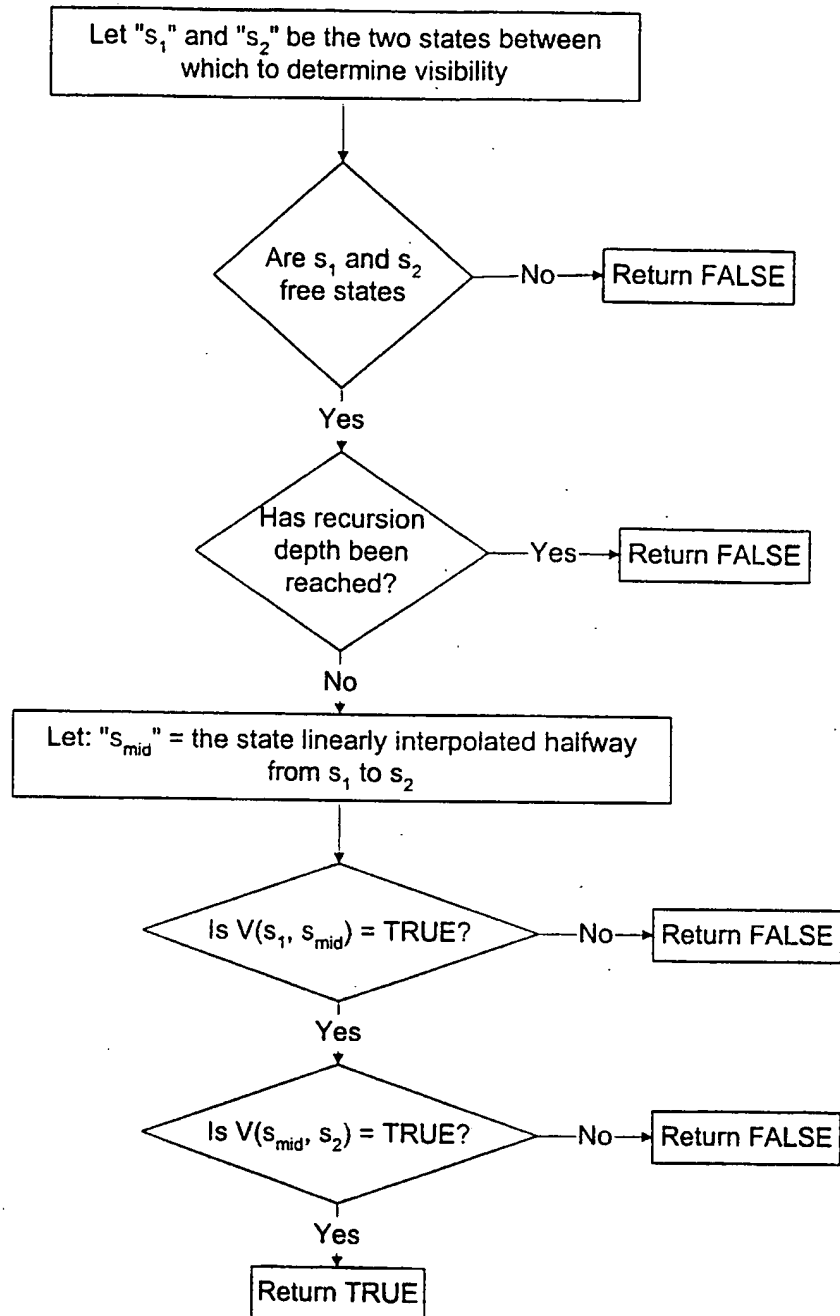 Let "s₁" and "s₂" be the two states between
which to determine visibility
Are s₁ and s₂
free states
No
Return FALSE
Yes
Has recursion
depth been
reached?
Yes
Return FALSE
No
Let: "s_mid" = the state linearly interpolated halfway
from s₁ to s₂
Is V(s₁, s_mid) = TRUE?
No
Return FALSE
Yes
Is V(s_mid, s₂) = TRUE?
No
Return FALSE
Yes
Return TRUE